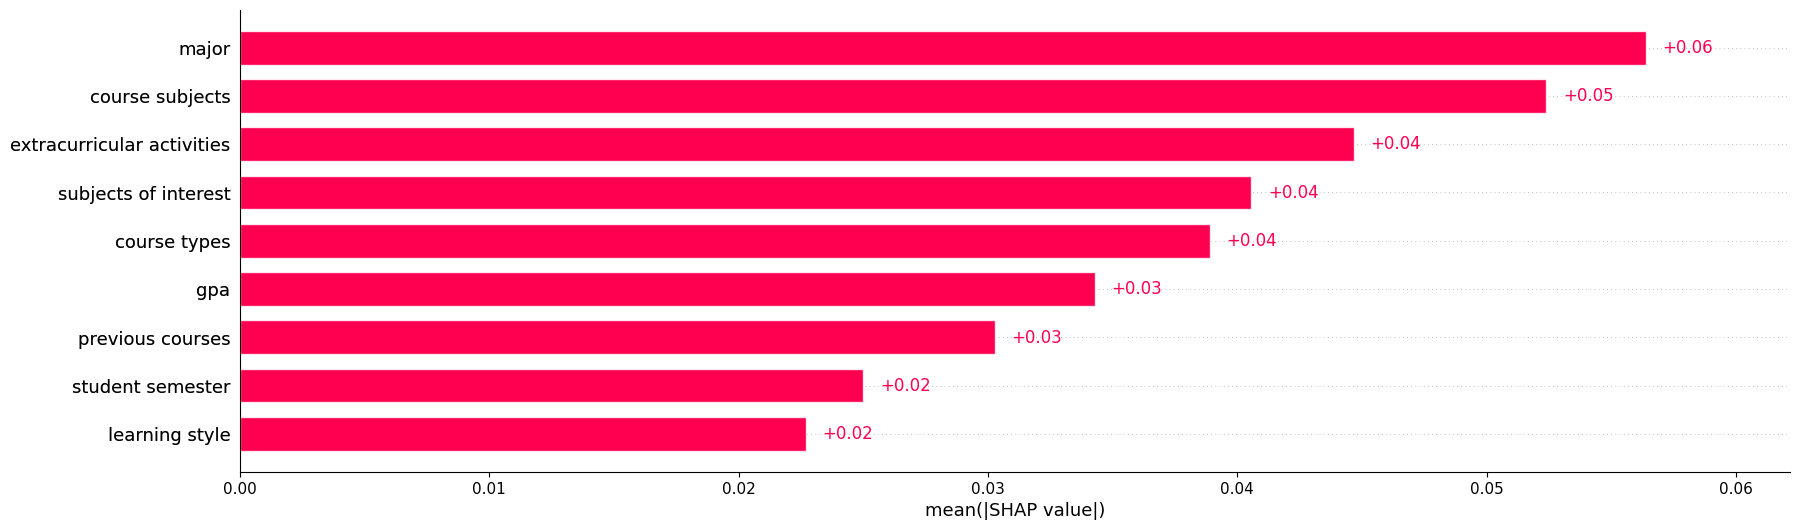 major +0.06
course subjects +0.05
extracurricular activities +0.04
subjects of interest +0.04
course types +0.04
gpa +0.03
previous courses +0.03
student semester +0.02
learning style +0.02
0.00 0.01 0.02 0.03 0.04 0.05 0.06
mean(|SHAP value|)